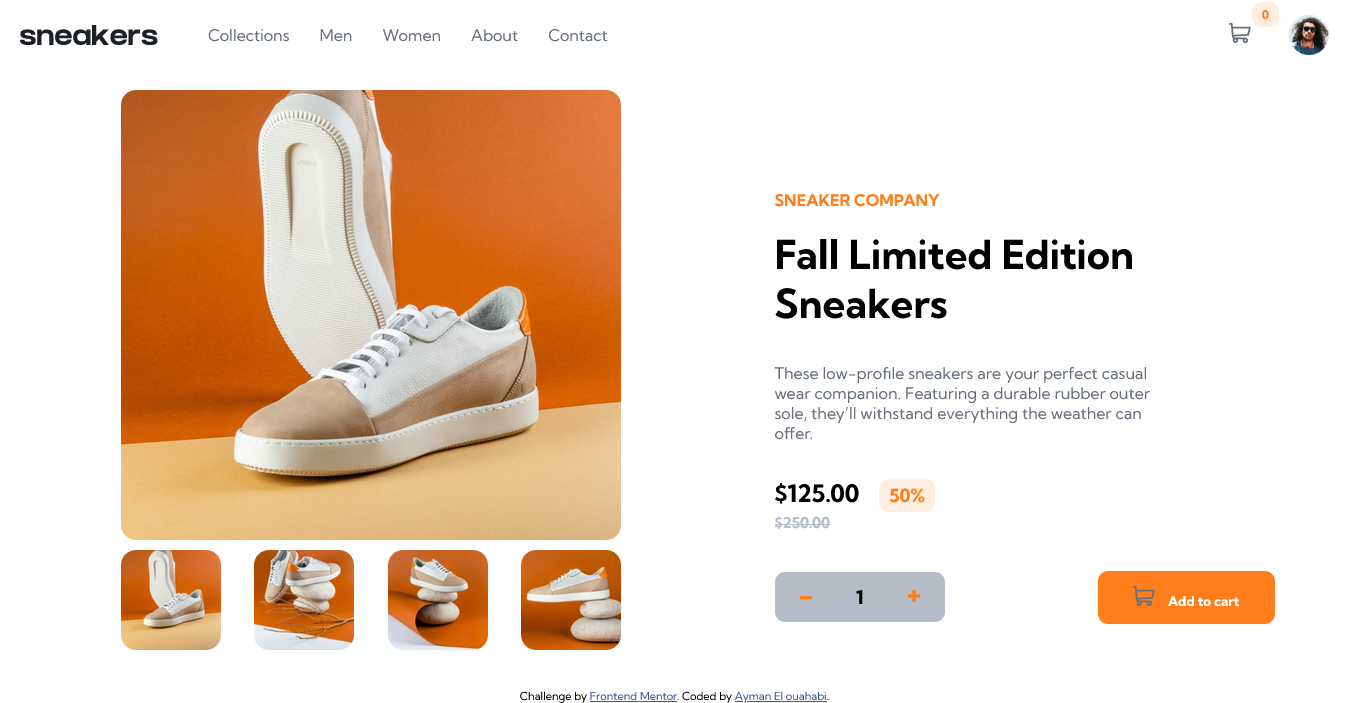 sneakers Collections Men Women About Contact 0
SNEAKER COMPANY
Fall Limited Edition
Sneakers
These low-profile sneakers are your perfect casual
wear companion. Featuring a durable rubber outer
sole, they’ll withstand everything the weather can
offer.
$125.00 50%
$250.00
− 1 + Add to cart
Challenge by Frontend Mentor. Coded by Ayman El ouahabi.